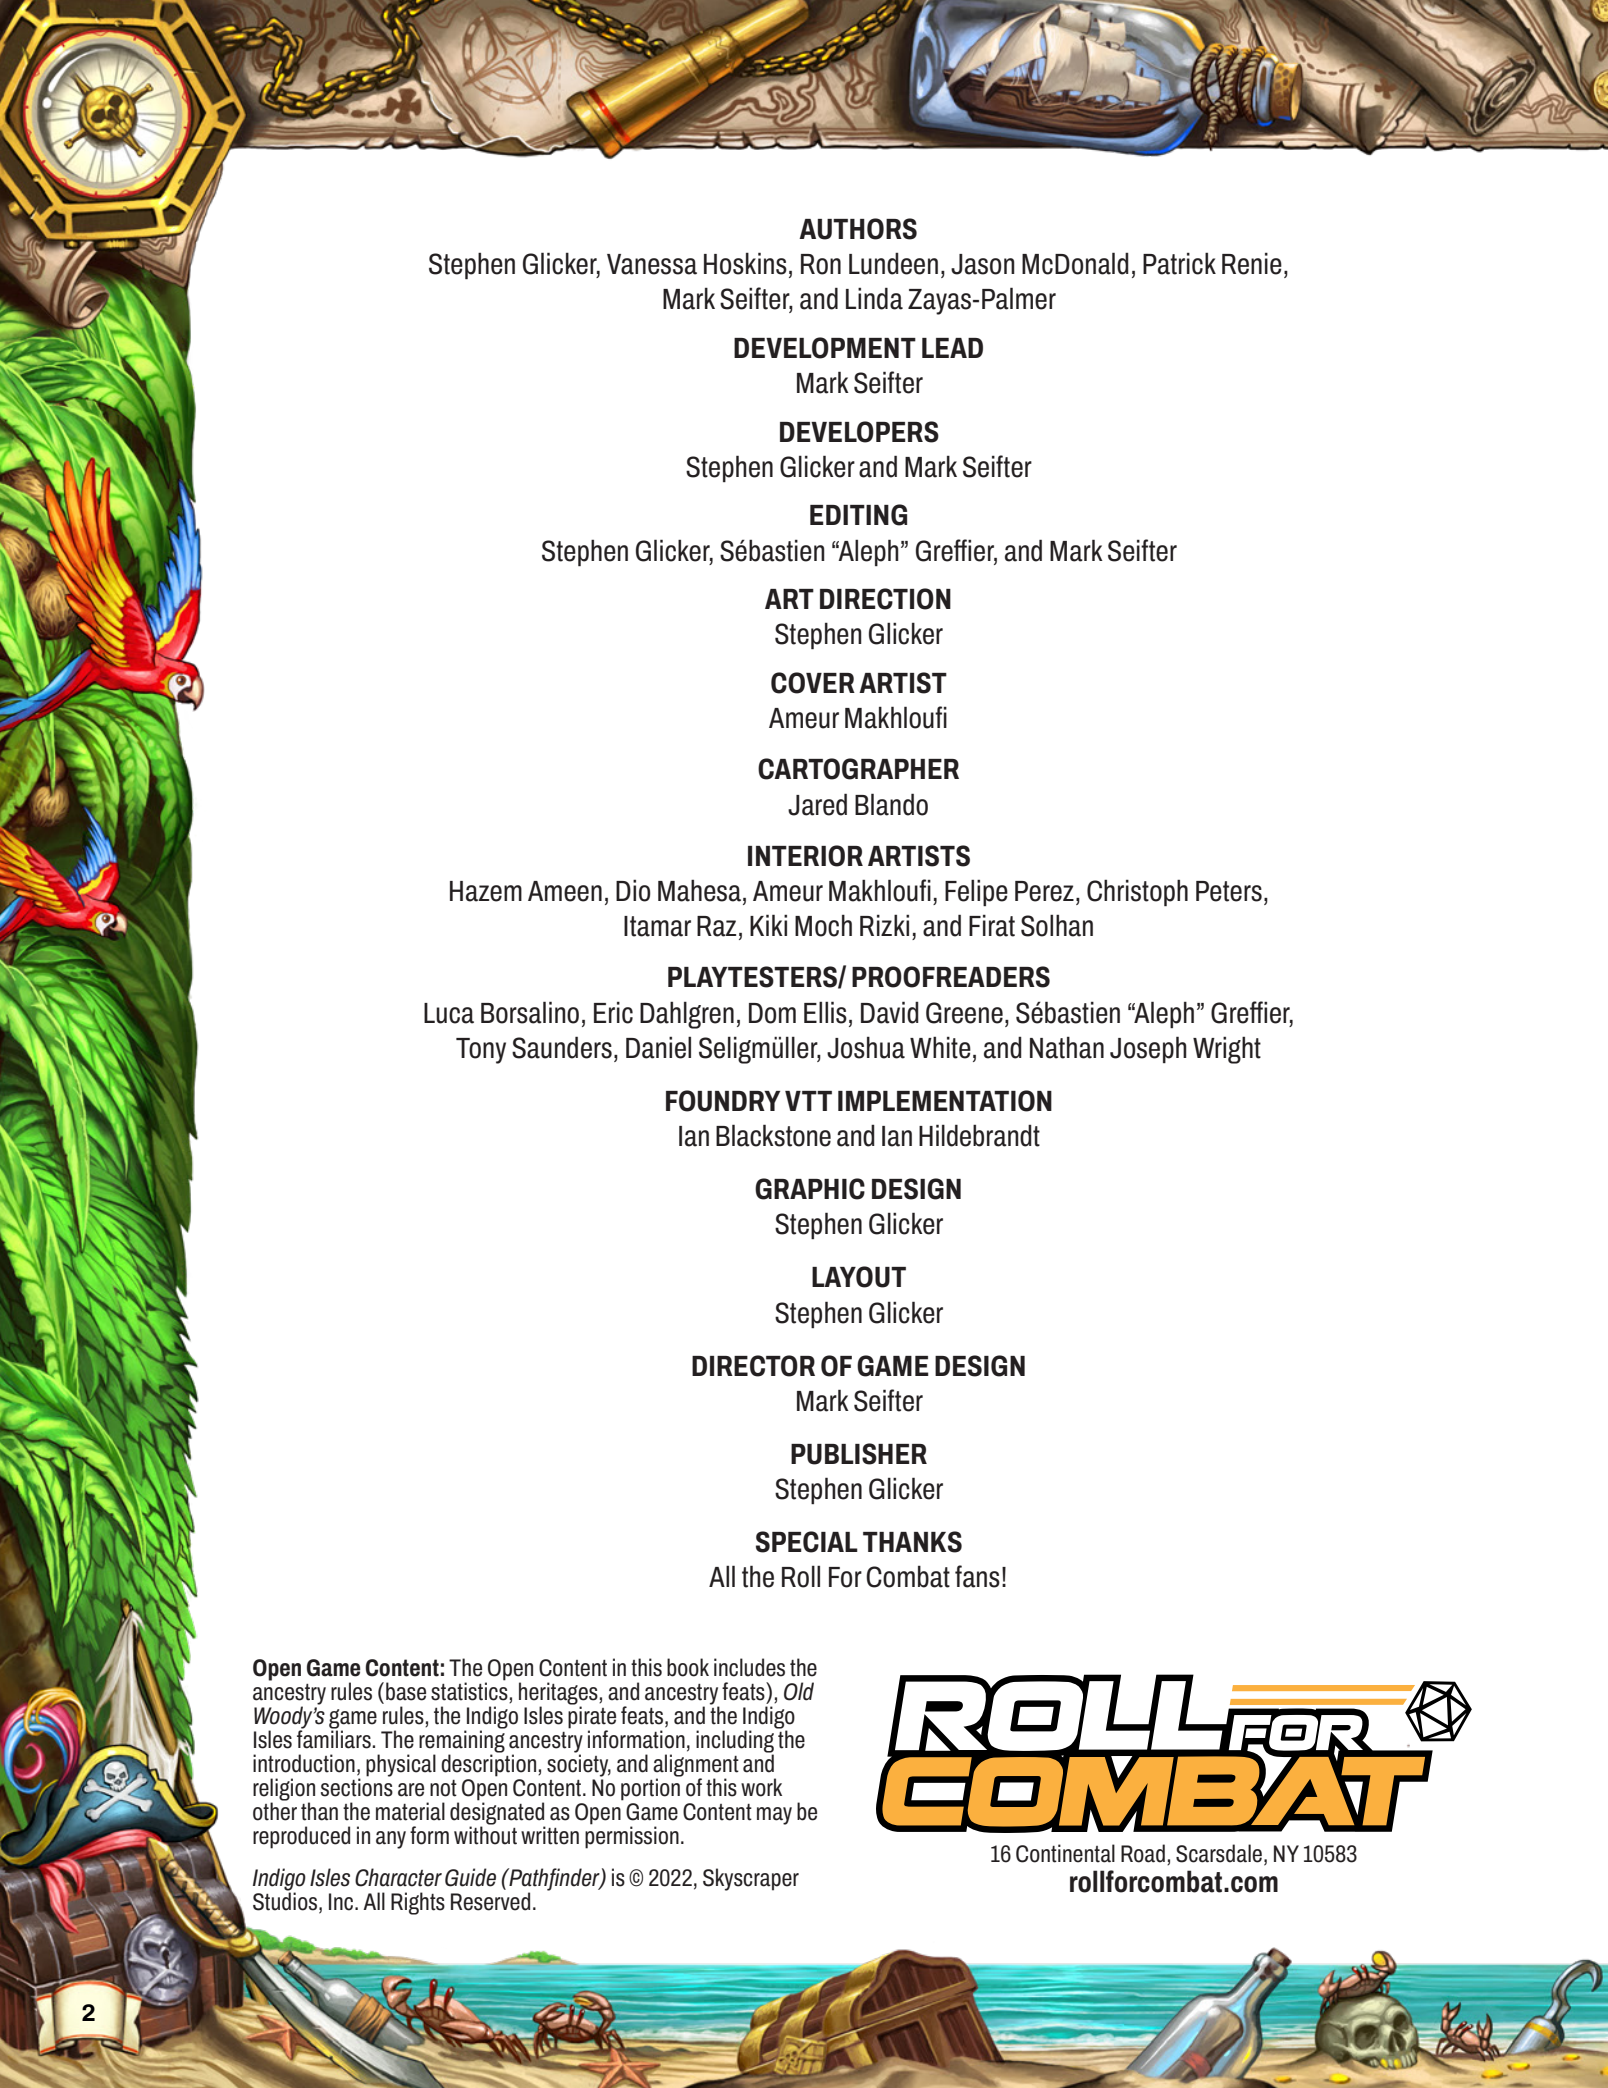 AUTHORS
Stephen Glicker, Vanessa Hoskins, Ron Lundeen, Jason McDonald, Patrick Renie,
Mark Seifter, and Linda Zayas-Palmer
DEVELOPMENT LEAD
Mark Seifter
DEVELOPERS
Stephen Glicker and Mark Seifter
EDITING
Stephen Glicker, Sébastien “Aleph” Greffier, and Mark Seifter
ART DIRECTION
Stephen Glicker
COVER ARTIST
Ameur Makhloufi
CARTOGRAPHER
Jared Blando
INTERIOR ARTISTS
Hazem Ameen, Dio Mahesa, Ameur Makhloufi, Felipe Perez, Christoph Peters,
Itamar Raz, Kiki Moch Rizki, and Firat Solhan
PLAYTESTERS/ PROOFREADERS
Luca Borsalino, Eric Dahlgren, Dom Ellis, David Greene, Sébastien “Aleph” Greffier,
Tony Saunders, Daniel Seligmüller, Joshua White, and Nathan Joseph Wright
FOUNDRY VTT IMPLEMENTATION
Ian Blackstone and Ian Hildebrandt
GRAPHIC DESIGN
Stephen Glicker
LAYOUT
Stephen Glicker
DIRECTOR OF GAME DESIGN
Mark Seifter
PUBLISHER
Stephen Glicker
SPECIAL THANKS
All the Roll For Combat fans!
Open Game Content: The Open Content in this book includes the
ancestry rules (base statistics, heritages, and ancestry feats), Old
Woody’s game rules, the Indigo Isles pirate feats, and the Indigo
Isles familiars. The remaining ancestry information, including the
introduction, physical description, society, and alignment and
religion sections are not Open Content. No portion of this work
other than the material designated as Open Game Content may be
reproduced in any form without written permission.
Indigo Isles Character Guide (Pathfinder) is © 2022, Skyscraper
Studios, Inc. All Rights Reserved.
ROLL FOR
COMBAT
16 Continental Road, Scarsdale, NY 10583
rollforcombat.com
2